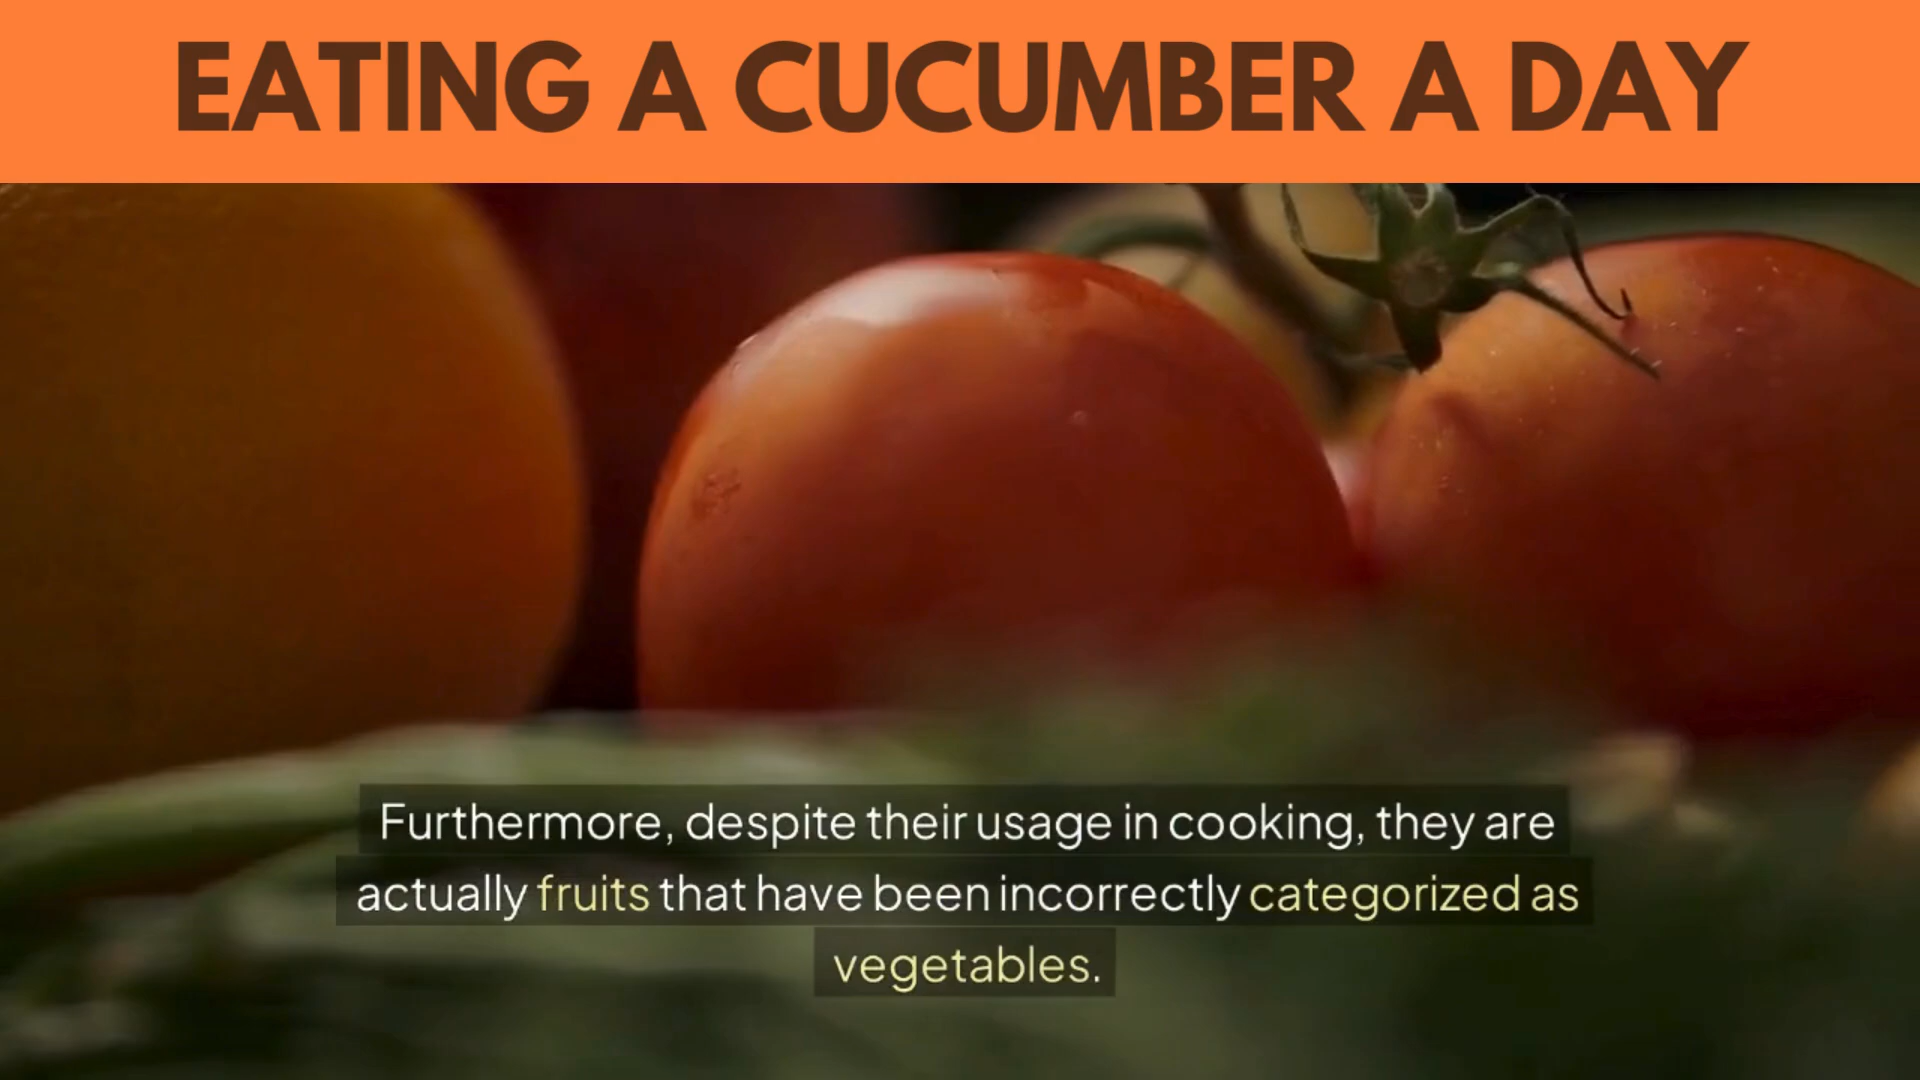 EATING A CUCUMBER A DAY
Furthermore, despite their usage in cooking, they are
actually fruits that have been incorrectly categorized as
vegetables.